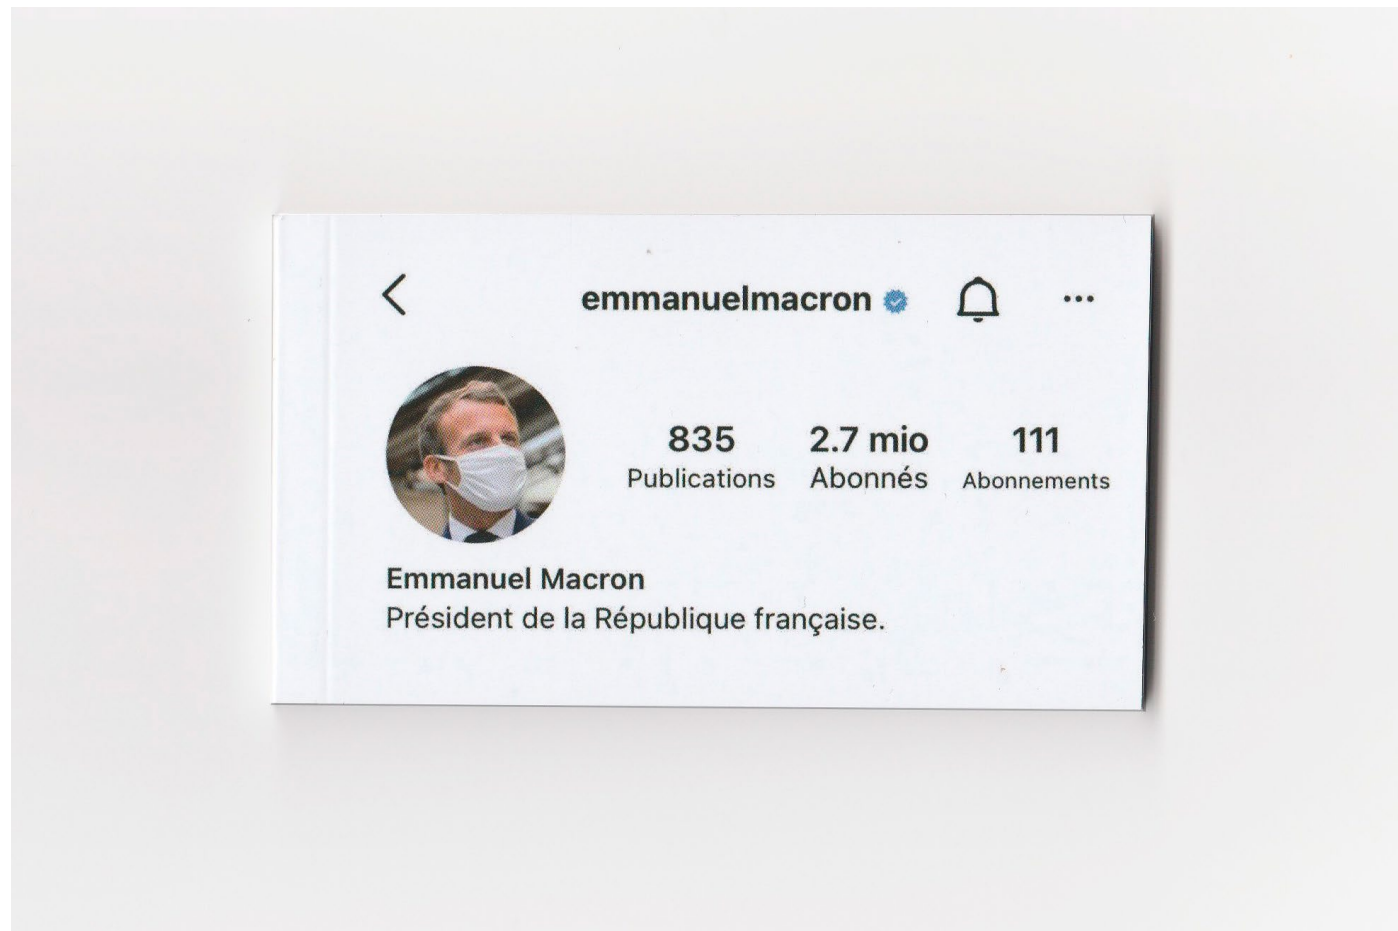 emmanuelmacron
835 2.7 mio 111
Publications Abonnés Abonnements
Emmanuel Macron
Président de la République française.